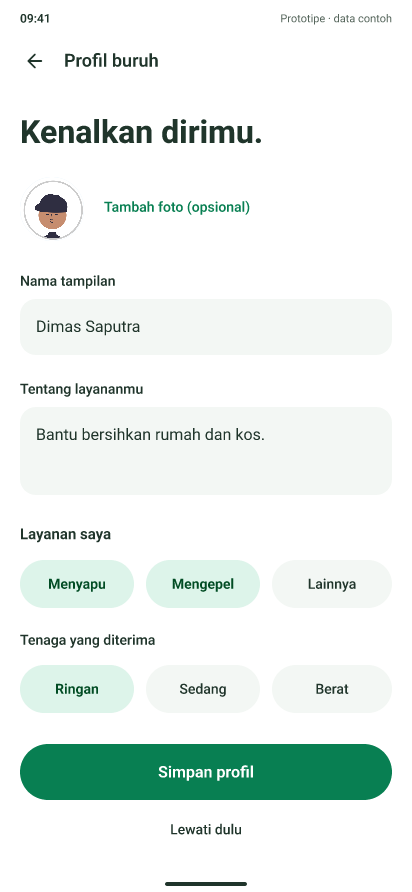 09:41
Prototipe · data contoh
Profil buruh
Kenalkan dirimu.
Tambah foto (opsional)
Nama tampilan
Dimas Saputra
Tentang layananmu
Bantu bersihkan rumah dan kos.
Layanan saya
Menyapu
Mengepel
Lainnya
Tenaga yang diterima
Ringan
Sedang
Berat
Simpan profil
Lewati dulu